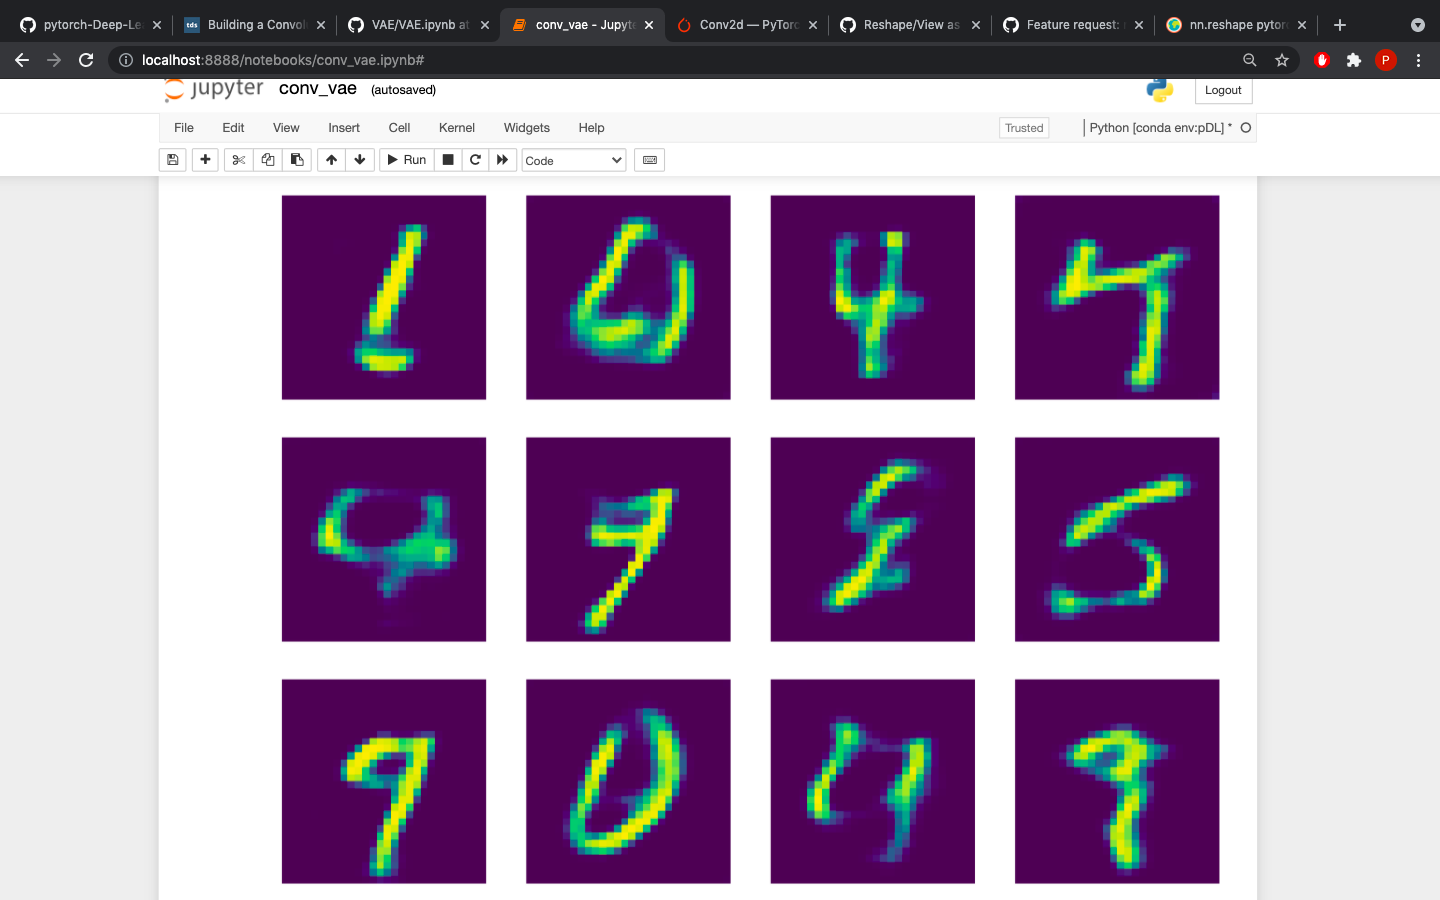 pytorch-Deep-Le
tds Building a Convol
VAE/VAE.ipynb at
conv_vae - Jupyte
Conv2d — PyTorc
Reshape/View as
Feature request: r
nn.reshape pytor
localhost:8888/notebooks/conv_vae.ipynb#
P
jupyter conv_vae (autosaved)
Logout
File Edit View Insert Cell Kernel Widgets Help
Trusted
Python [conda env:pDL] *
Run
Code